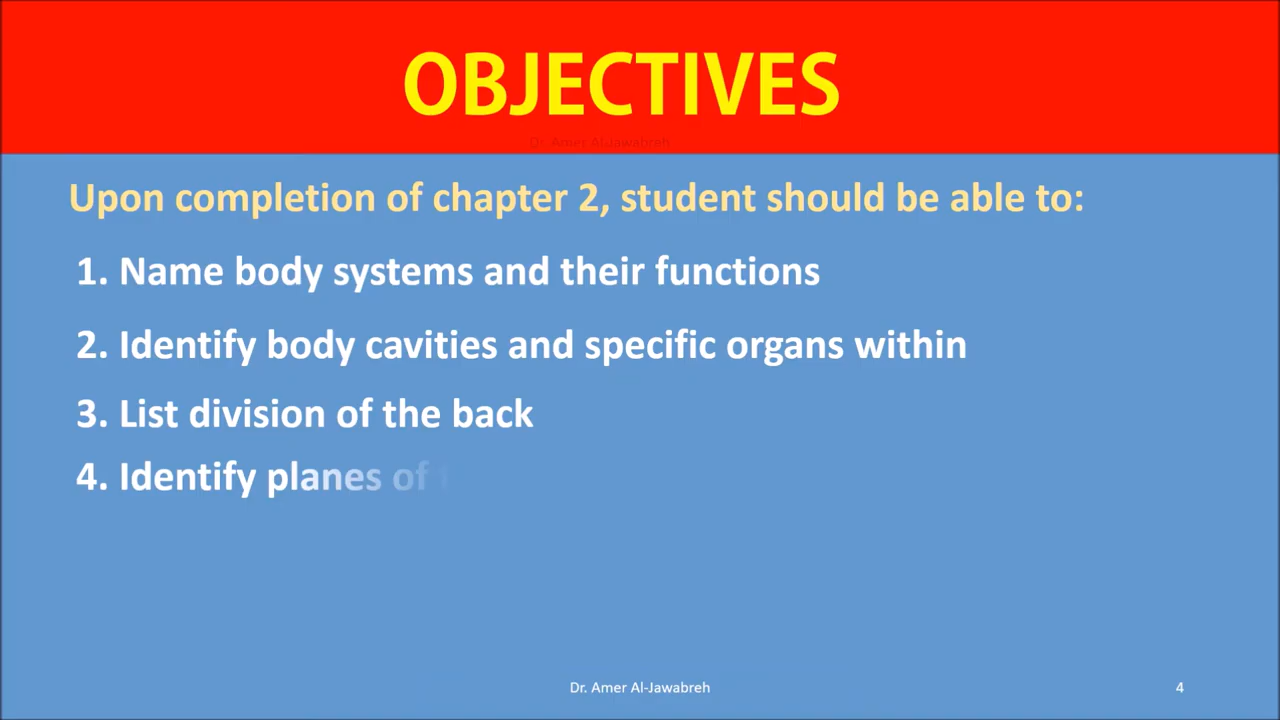 OBJECTIVES
Dr. Amer Al-Jawabreh
Upon completion of chapter 2, student should be able to:
1. Name body systems and their functions
2. Identify body cavities and specific organs within
3. List division of the back
4. Identify planes of
Dr. Amer Al-Jawabreh
4